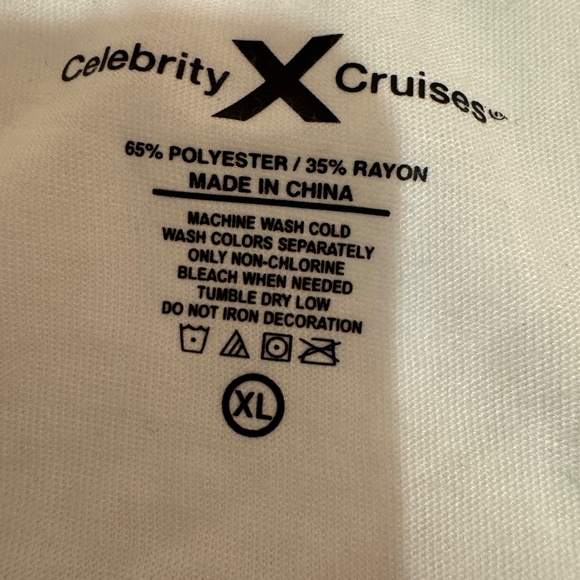 Celebrity X Cruises®
65% POLYESTER / 35% RAYON
MADE IN CHINA
MACHINE WASH COLD
WASH COLORS SEPARATELY
ONLY NON-CHLORINE
BLEACH WHEN NEEDED
TUMBLE DRY LOW
DO NOT IRON DECORATION
XL